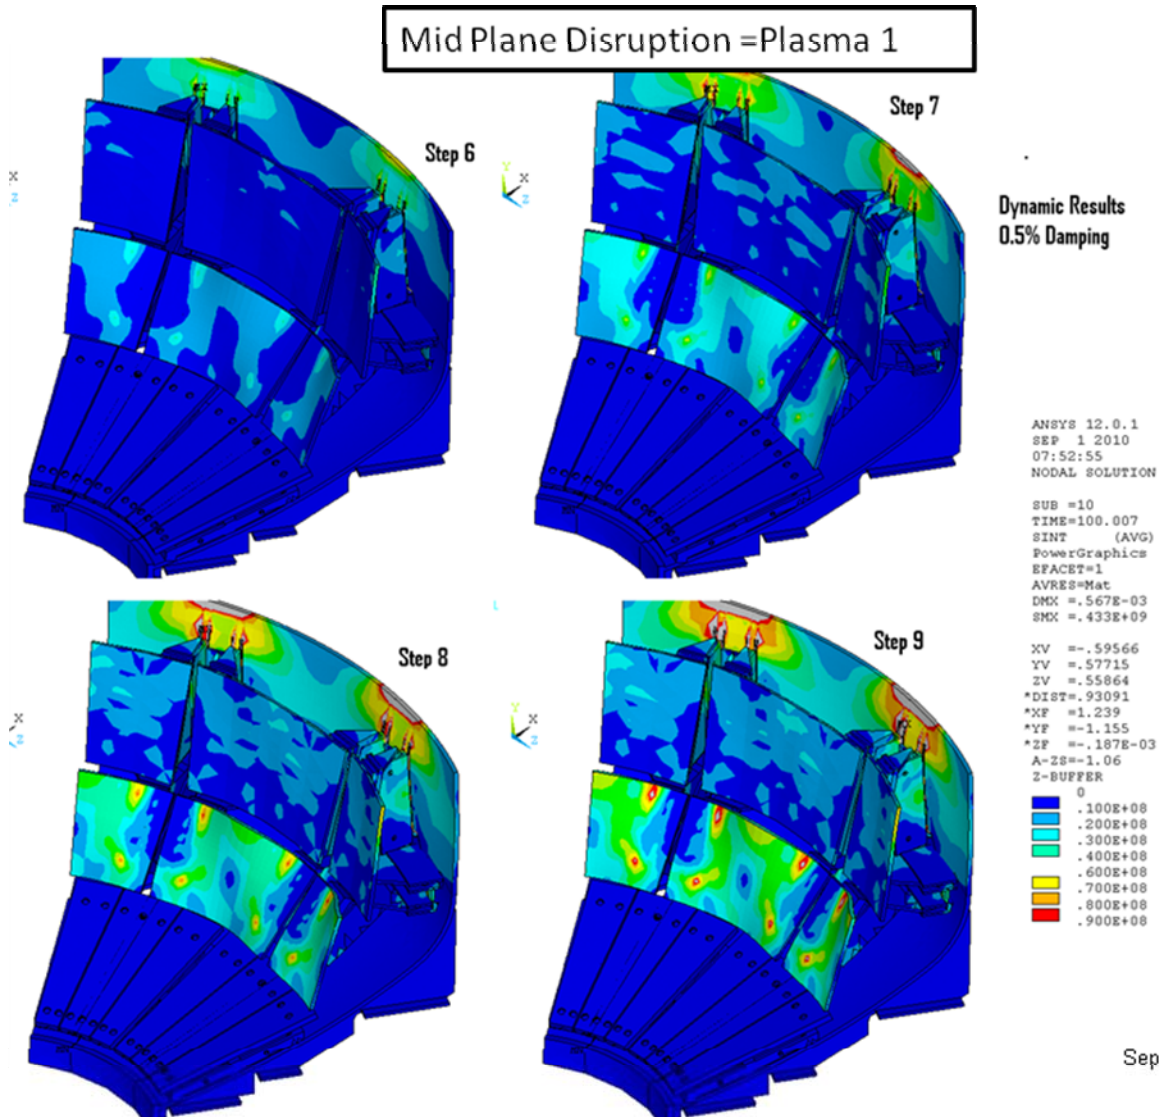 Mid Plane Disruption =Plasma 1
Step 6
Step 7
X
Z
Y
X
Z
Dynamic Results
0.5% Damping
ANSYS 12.0.1
SEP 1 2010
07:52:55
NODAL SOLUTION
SUB =10
TIME=100.007
SINT (AVG)
PowerGraphics
EFACET=1
AVRES=Mat
DMX =.567E-03
SMX =.433E+09
XV =-.59566
YV =.57715
ZV =.55864
*DIST=.93091
*XF =1.239
*YF =-1.155
*ZF =-.187E-03
A-ZS=-1.06
Z-BUFFER
0
.100E+08
.200E+08
.300E+08
.400E+08
.600E+08
.700E+08
.800E+08
.900E+08
Step 8
Step 9
X
Z
Y
X
Z
Sep